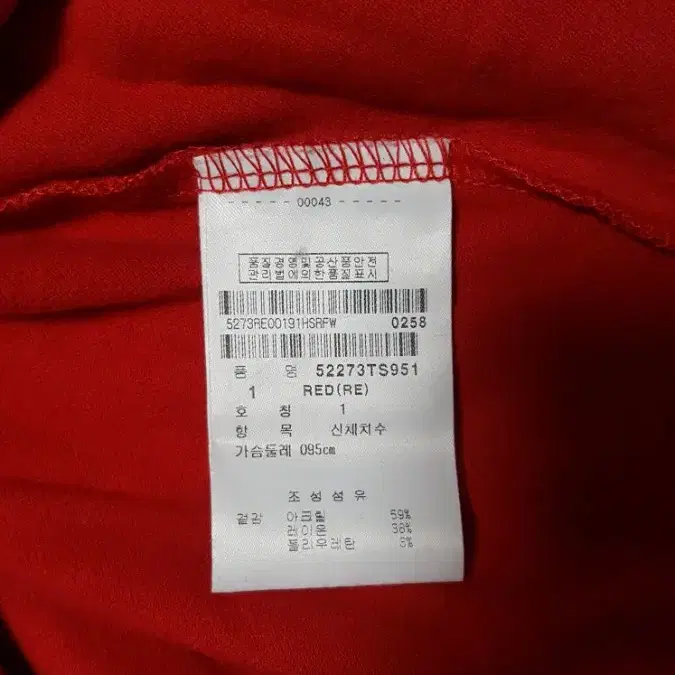 - - - - - 00043 - - - - -
품질경영및공산품안전
관리법에의한품질표시
5273RE00191HSRFW 0258
품 명 52273TS951
1 RED(RE)
호 칭 1
항 목 신체치수
가슴둘레 095cm
조 성 섬 유
겉감 아크릴 59%
레이온 38%
폴리우레탄 3%